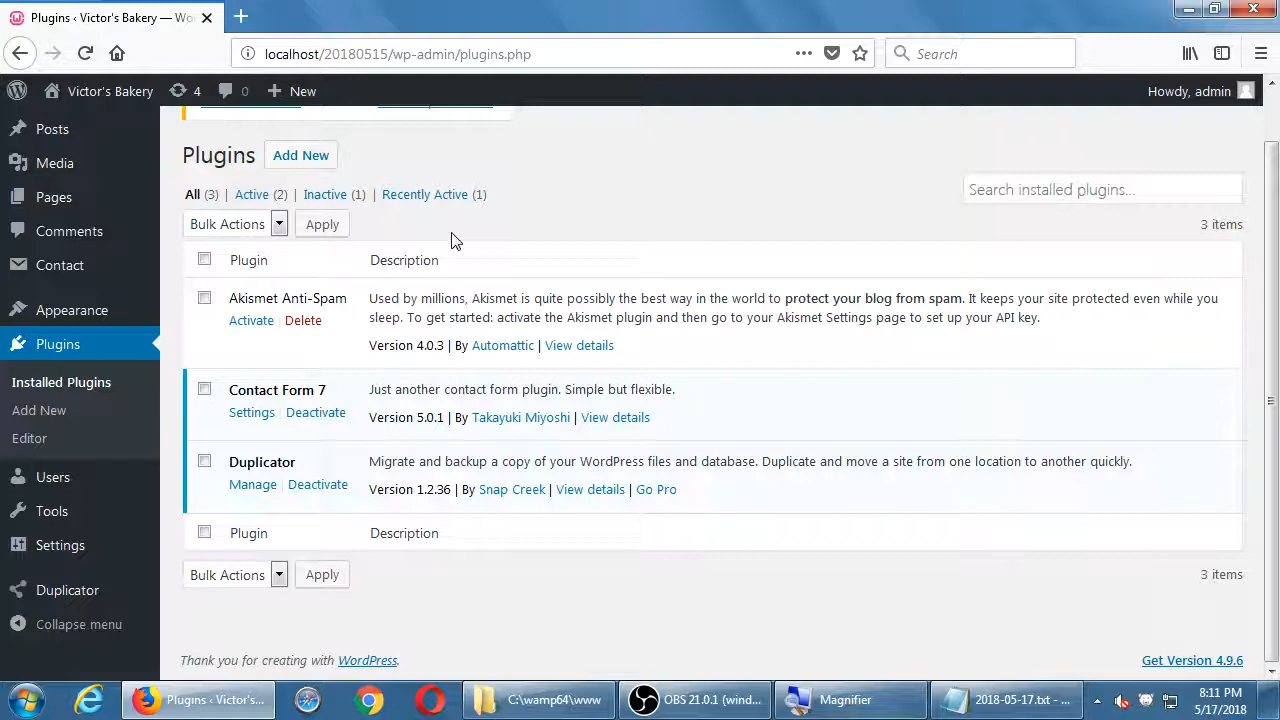 Plugins ‹ Victor's Bakery — Wo
localhost/20180515/wp-admin/plugins.php
Search
Victor's Bakery 4 0 New Howdy, admin
Posts
Media
Pages
Comments
Contact
Appearance
Plugins
Installed Plugins
Add New
Editor
Users
Tools
Settings
Duplicator
Collapse menu
Plugins Add New
All (3) | Active (2) | Inactive (1) | Recently Active (1)
Search installed plugins...
Bulk Actions Apply 3 items
Plugin Description
Akismet Anti-Spam
Activate | Delete
Used by millions, Akismet is quite possibly the best way in the world to protect your blog from spam. It keeps your site protected even while you
sleep. To get started: activate the Akismet plugin and then go to your Akismet Settings page to set up your API key.
Version 4.0.3 | By Automattic | View details
Contact Form 7
Settings | Deactivate
Just another contact form plugin. Simple but flexible.
Version 5.0.1 | By Takayuki Miyoshi | View details
Duplicator
Manage | Deactivate
Migrate and backup a copy of your WordPress files and database. Duplicate and move a site from one location to another quickly.
Version 1.2.36 | By Snap Creek | View details | Go Pro
Plugin Description
Bulk Actions Apply 3 items
Thank you for creating with WordPress. Get Version 4.9.6
Plugins ‹ Victor's... C:\wamp64\www OBS 21.0.1 (wind... Magnifier 2018-05-17.txt - ...
8:11 PM
5/17/2018